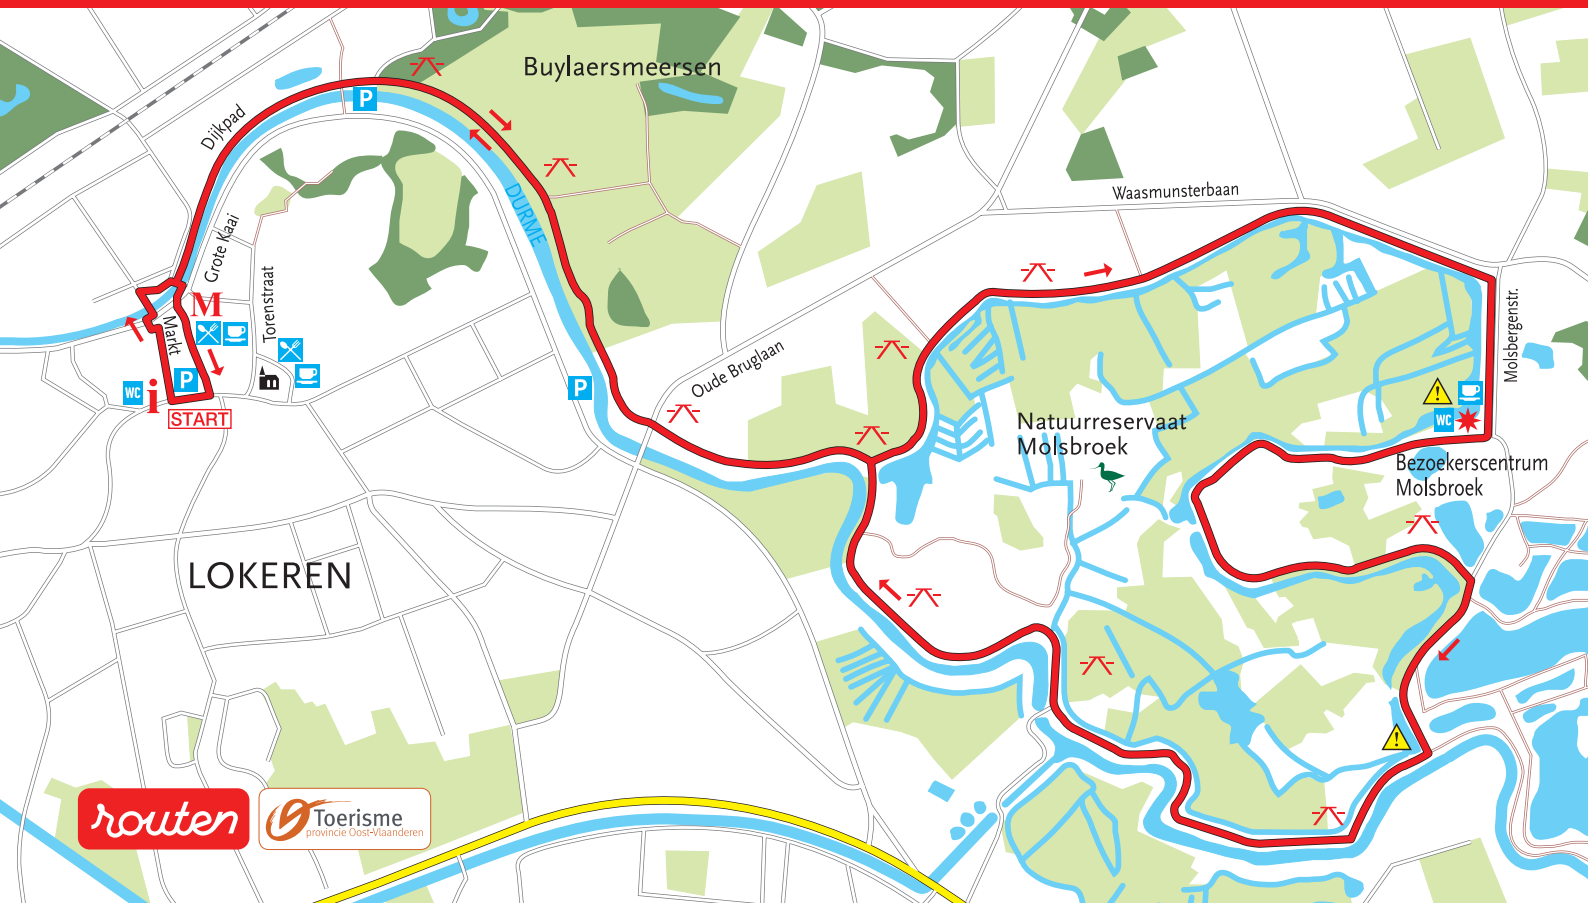 Buylaersmeersen
P
Dijkpad
DURME
Waasmunsterbaan
Grote Kaai
Torenstraat
M
Markt
P
WC
i
START
P
Oude Bruglaan
Molsbergenstr.
Natuurreservaat
Molsbroek
!
WC
Bezoekerscentrum
Molsbroek
LOKEREN
!
routen
Toerisme
provincie Oost-Vlaanderen